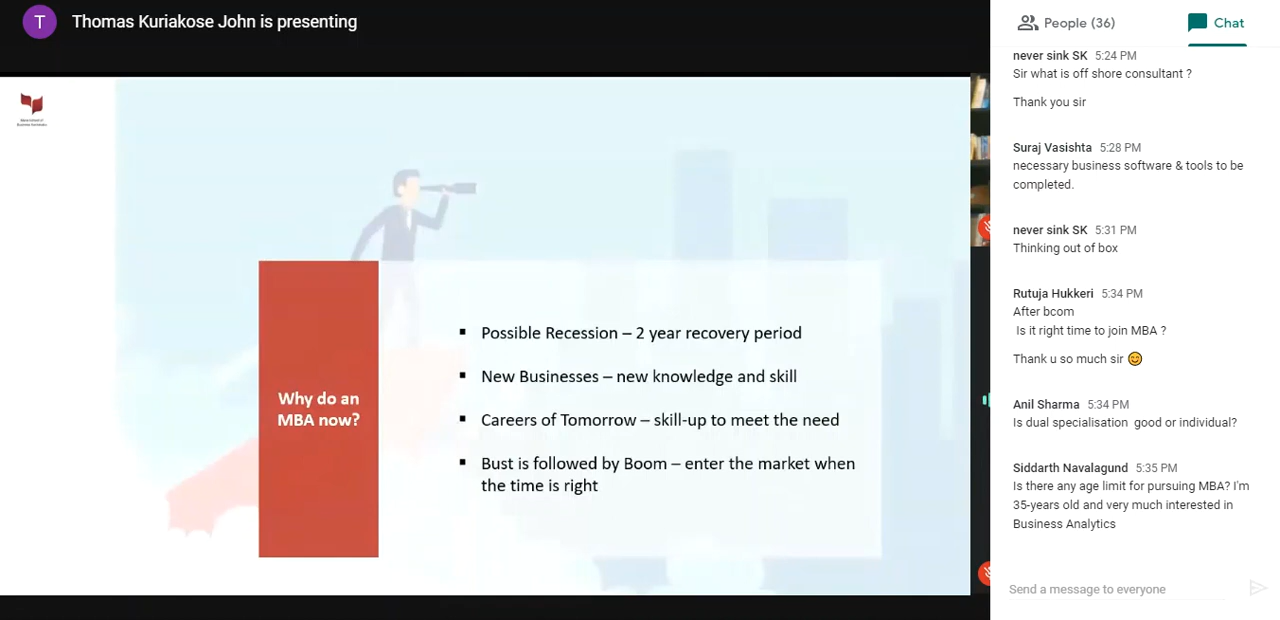 T
Thomas Kuriakose John is presenting
Why do an
MBA now?
▪ Possible Recession – 2 year recovery period
▪ New Businesses – new knowledge and skill
▪ Careers of Tomorrow – skill-up to meet the need
▪ Bust is followed by Boom – enter the market when
the time is right
People (36)
Chat
never sink SK 5:24 PM
Sir what is off shore consultant ?
Thank you sir
Suraj Vasishta 5:28 PM
necessary business software & tools to be
completed.
never sink SK 5:31 PM
Thinking out of box
Rutuja Hukkeri 5:34 PM
After bcom
Is it right time to join MBA ?
Thank u so much sir 😊
Anil Sharma 5:34 PM
Is dual specialisation good or individual?
Siddarth Navalagund 5:35 PM
Is there any age limit for pursuing MBA? I'm
35-years old and very much interested in
Business Analytics
Send a message to everyone